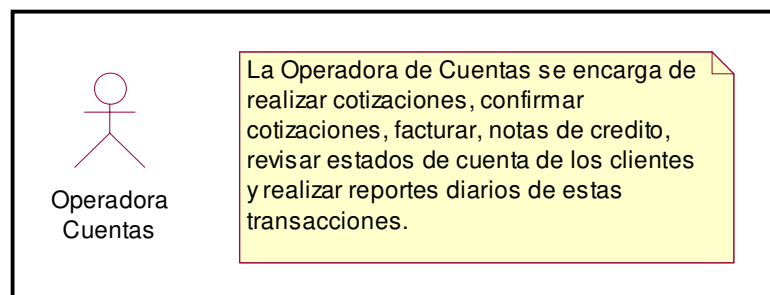 La Operadora de Cuentas se encarga de
realizar cotizaciones, confirmar
cotizaciones, facturar, notas de credito,
revisar estados de cuenta de los clientes
y realizar reportes diarios de estas
transacciones.
Operadora
Cuentas